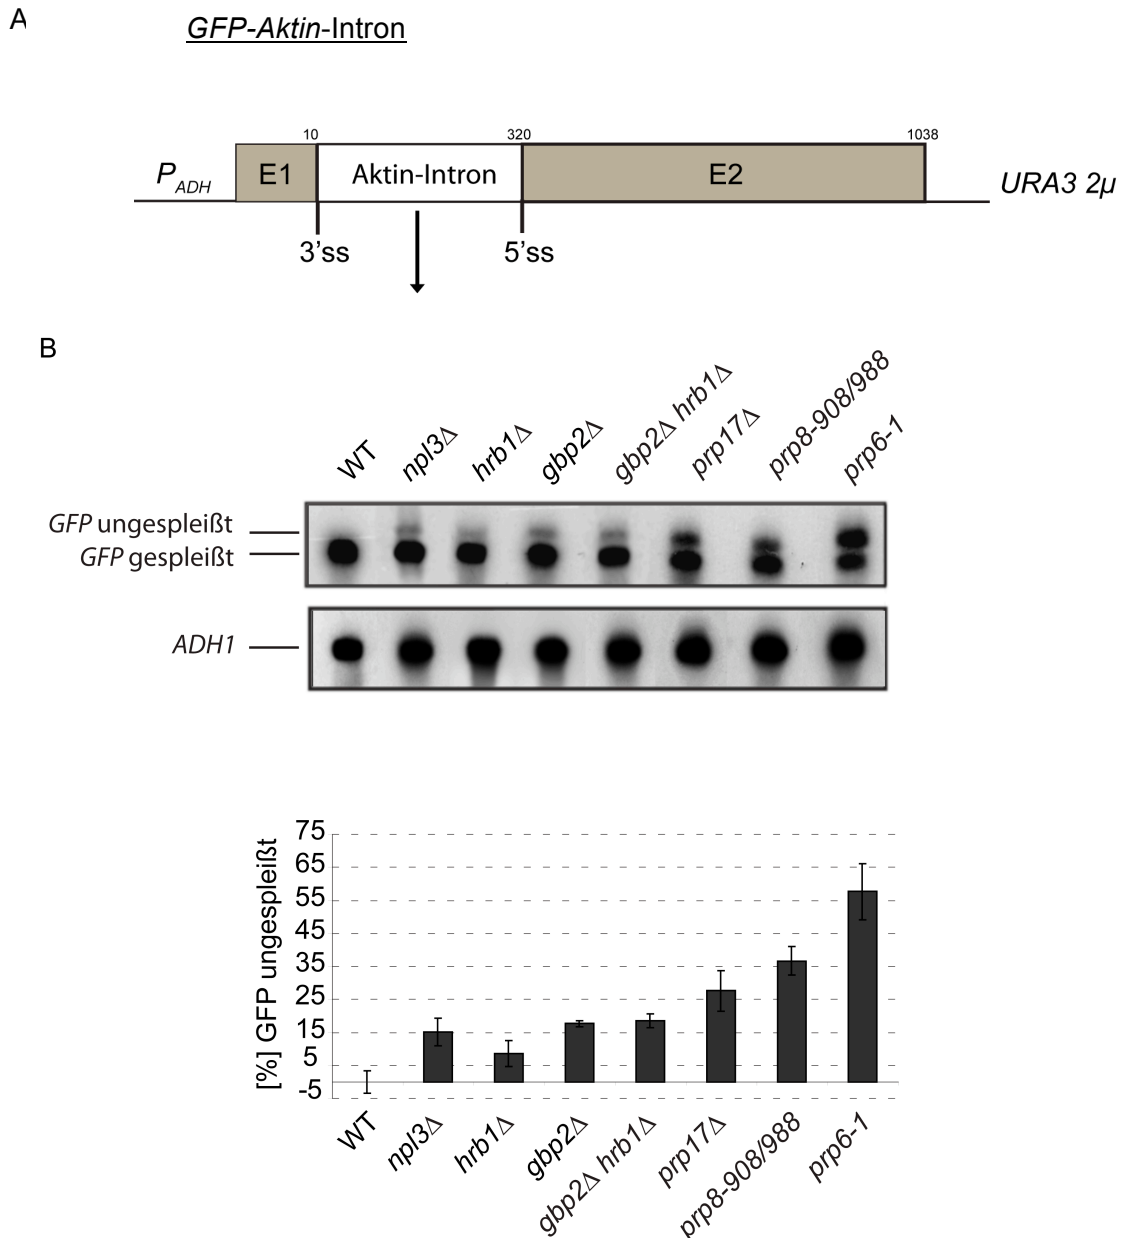 A
GFP-Aktin-Intron
10 320 1038
P ADH E1 Aktin-Intron E2 URA3 2µ
3’ss 5’ss
B
WT npl3Δ hrb1Δ gbp2Δ gbp2Δ hrb1Δ prp17Δ prp8-908/988 prp6-1
GFP ungespleißt
GFP gespleißt
ADH1
[%] GFP ungespleißt
75
65
55
45
35
25
15
5
-5
WT npl3Δ hrb1Δ gbp2Δ gbp2Δ hrb1Δ prp17Δ prp8-908/988 prp6-1